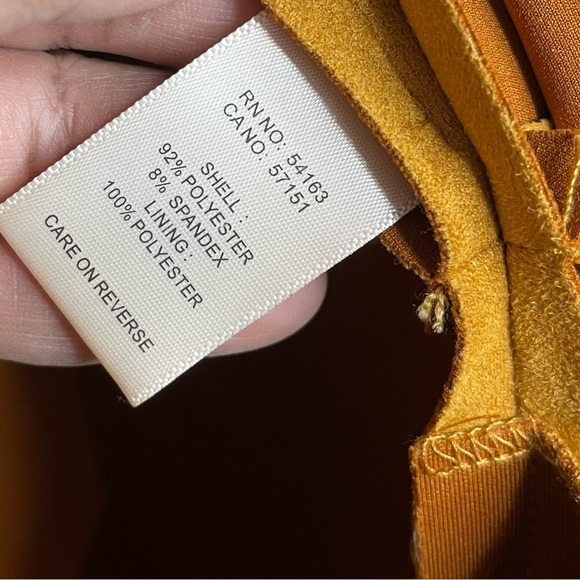 RN NO: 54163
CA NO: 57151
SHELL :
92% POLYESTER
8% SPANDEX
LINING :
100% POLYESTER
CARE ON REVERSE